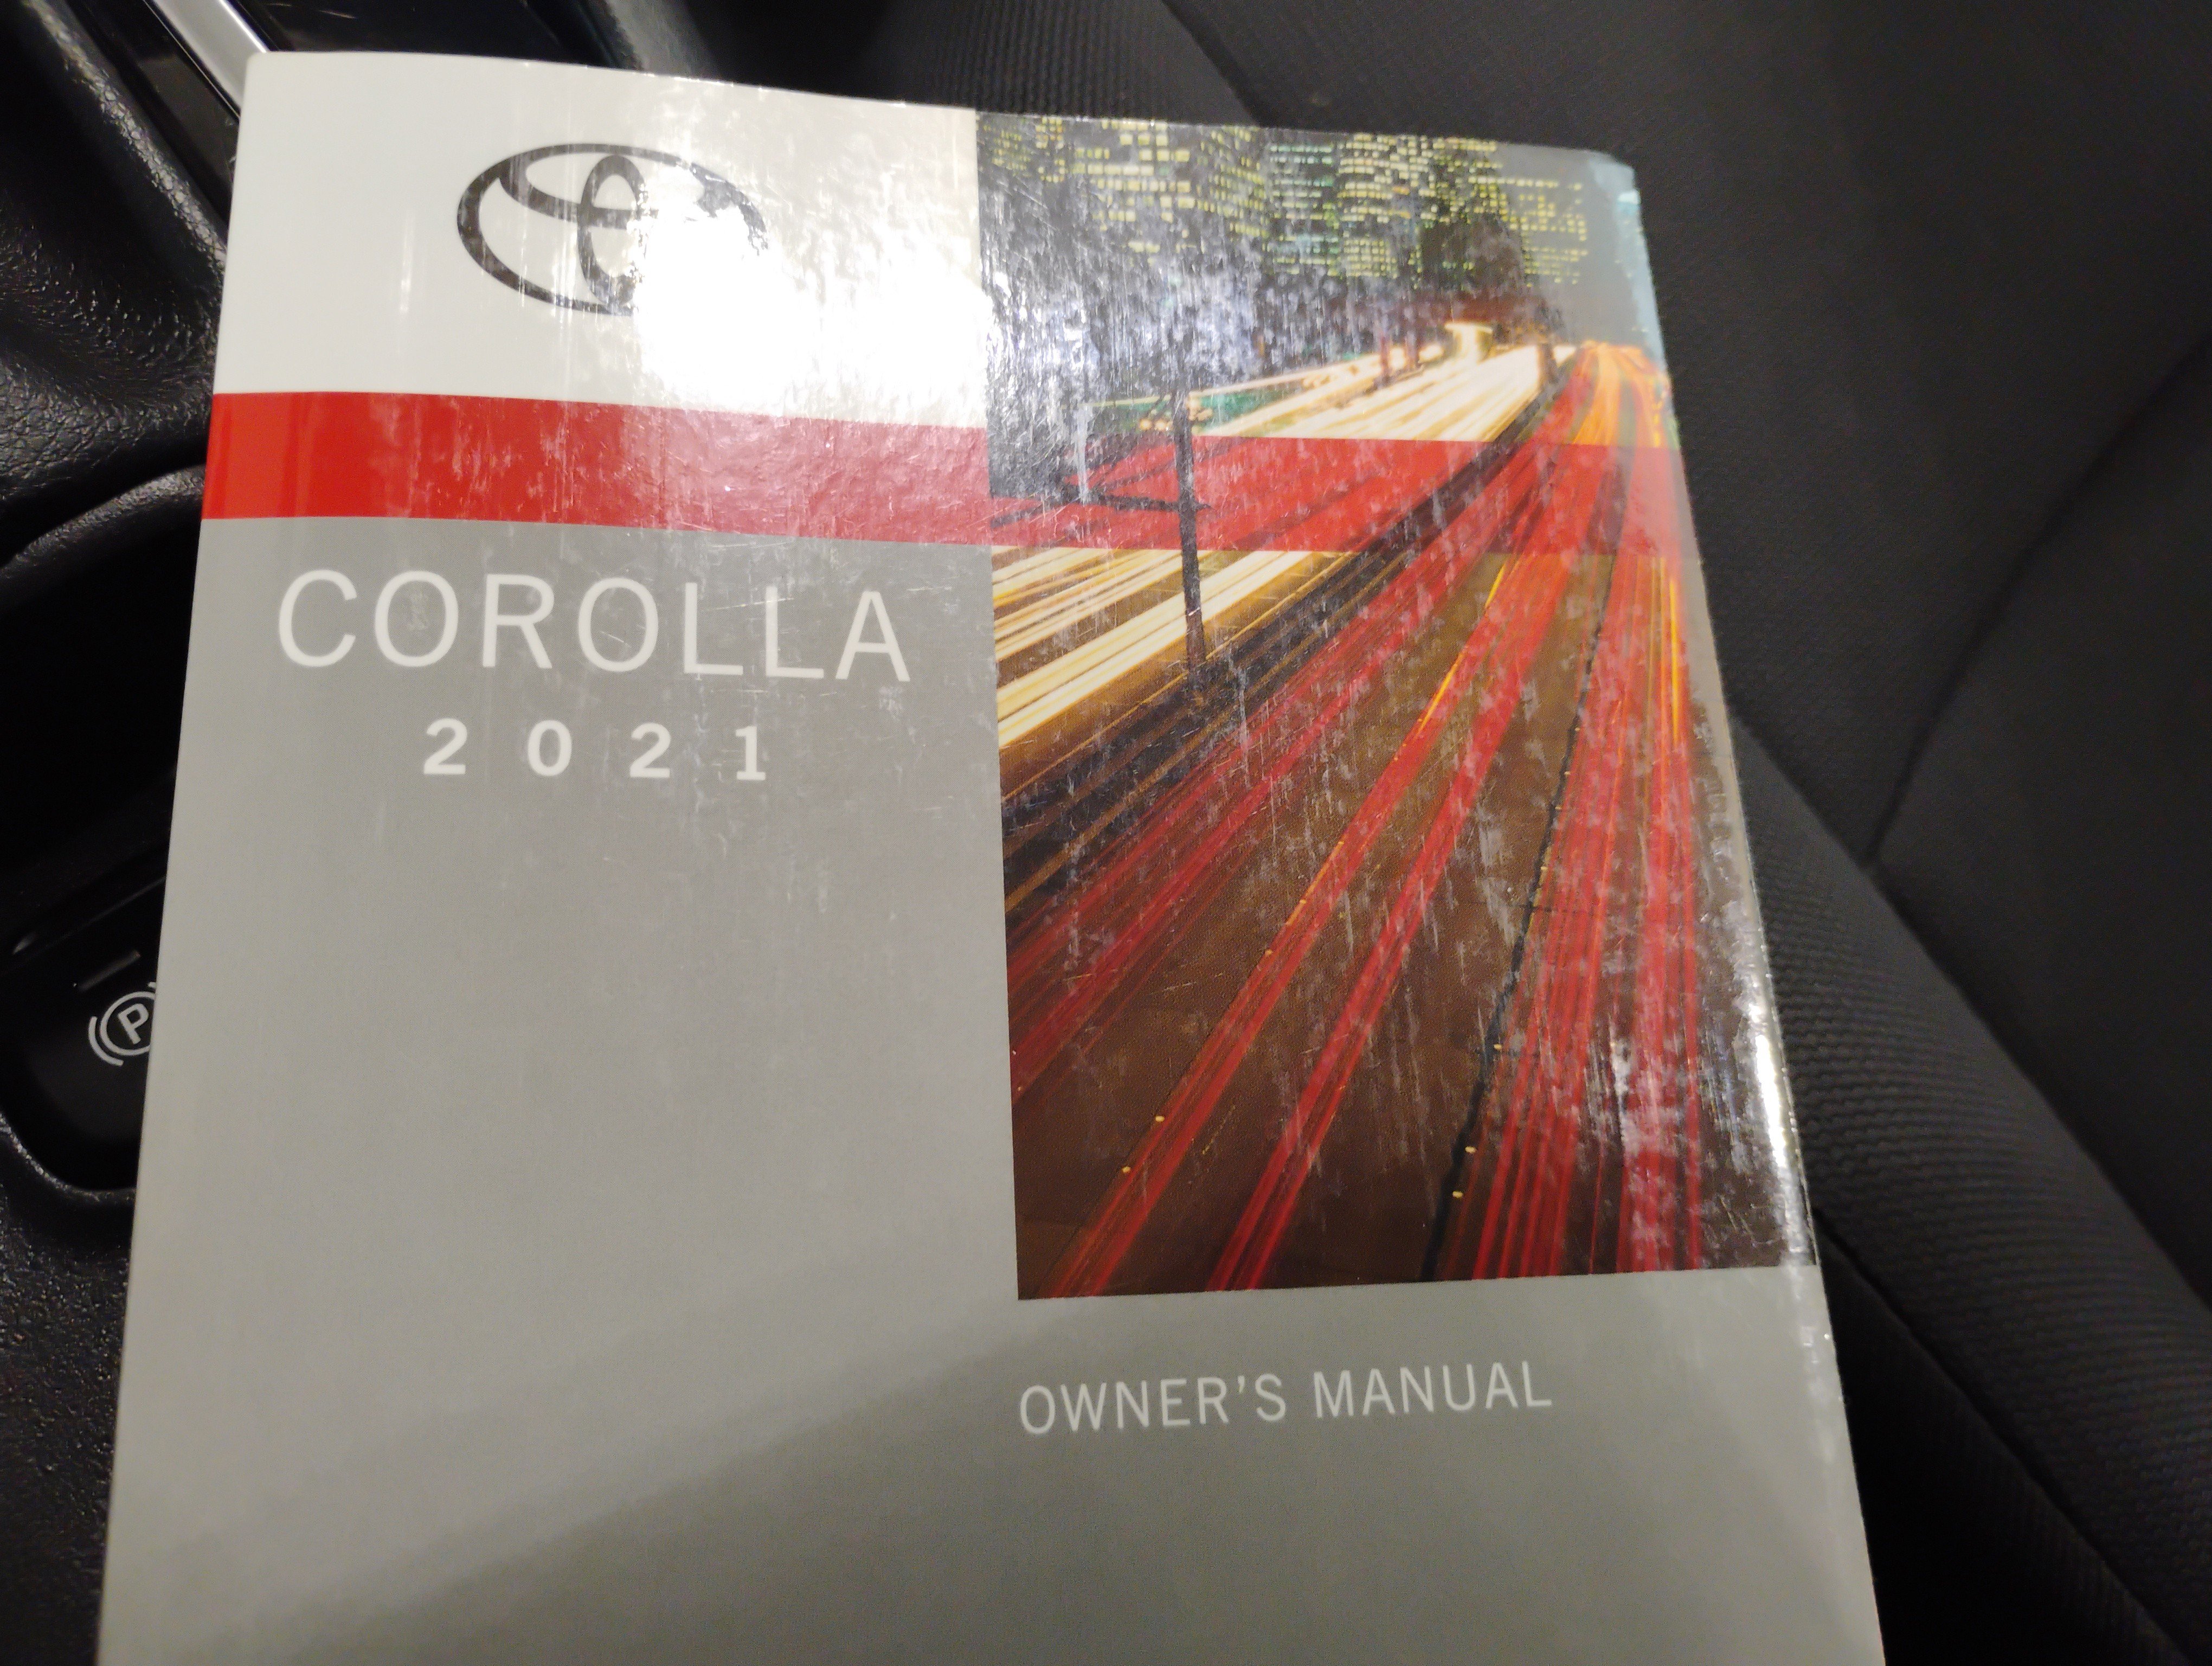 COROLLA
2021
OWNER'S MANUAL
P